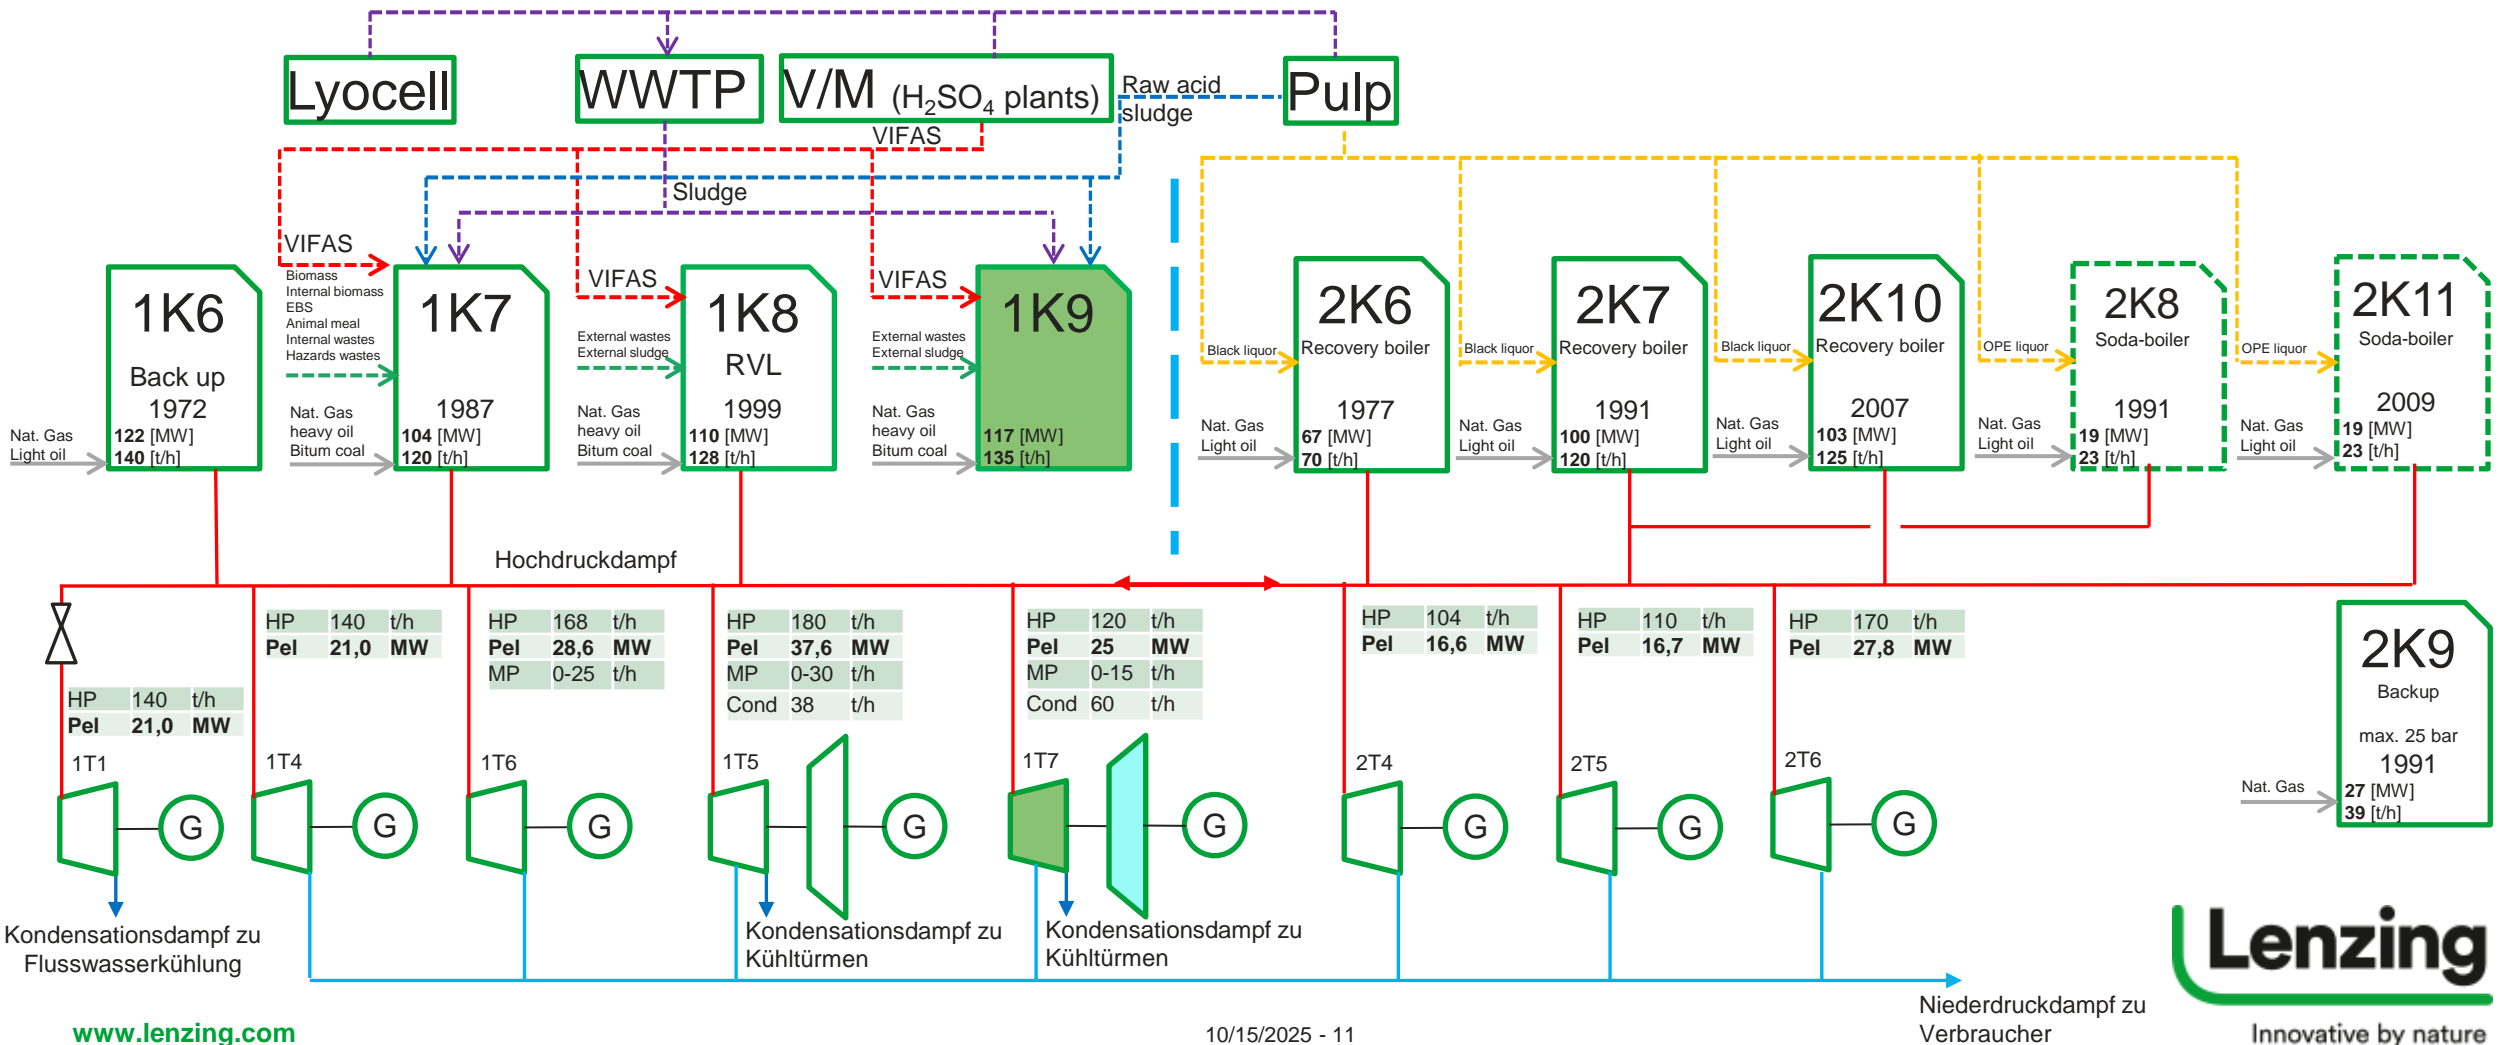 Lyocell
WWTP
V/M (H₂SO₄ plants)
Raw acid
sludge
Pulp
VIFAS
Sludge
VIFAS
Biomass
Internal biomass
EBS
Animal meal
Internal wastes
Hazards wastes
VIFAS
External wastes
External sludge
VIFAS
External wastes
External sludge
Nat. Gas
Light oil
1K6
Back up
1972
122 [MW]
140 [t/h]
Nat. Gas
heavy oil
Bitum coal
1K7
1987
104 [MW]
120 [t/h]
Nat. Gas
heavy oil
Bitum coal
1K8
RVL
1999
110 [MW]
128 [t/h]
Nat. Gas
heavy oil
Bitum coal
1K9
117 [MW]
135 [t/h]
Black liquor
Nat. Gas
Light oil
2K6
Recovery boiler
1977
67 [MW]
70 [t/h]
Black liquor
Nat. Gas
Light oil
2K7
Recovery boiler
1991
100 [MW]
120 [t/h]
Black liquor
Nat. Gas
Light oil
2K10
Recovery boiler
2007
103 [MW]
125 [t/h]
OPE liquor
Nat. Gas
Light oil
2K8
Soda-boiler
1991
19 [MW]
23 [t/h]
OPE liquor
Nat. Gas
Light oil
2K11
Soda-boiler
2009
19 [MW]
23 [t/h]
Hochdruckdampf
HP 140 t/h
Pel 21,0 MW
1T1
G
HP 140 t/h
Pel 21,0 MW
1T4
G
HP 168 t/h
Pel 28,6 MW
MP 0-25 t/h
1T6
G
HP 180 t/h
Pel 37,6 MW
MP 0-30 t/h
Cond 38 t/h
1T5
G
HP 120 t/h
Pel 25 MW
MP 0-15 t/h
Cond 60 t/h
1T7
G
HP 104 t/h
Pel 16,6 MW
2T4
G
HP 110 t/h
Pel 16,7 MW
2T5
G
HP 170 t/h
Pel 27,8 MW
2T6
G
2K9
Backup
max. 25 bar
1991
Nat. Gas
27 [MW]
39 [t/h]
Kondensationsdampf zu
Flusswasserkühlung
Kondensationsdampf zu
Kühltürmen
Kondensationsdampf zu
Kühltürmen
Niederdruckdampf zu
Verbraucher
www.lenzing.com
10/15/2025 - 11
Lenzing
Innovative by nature